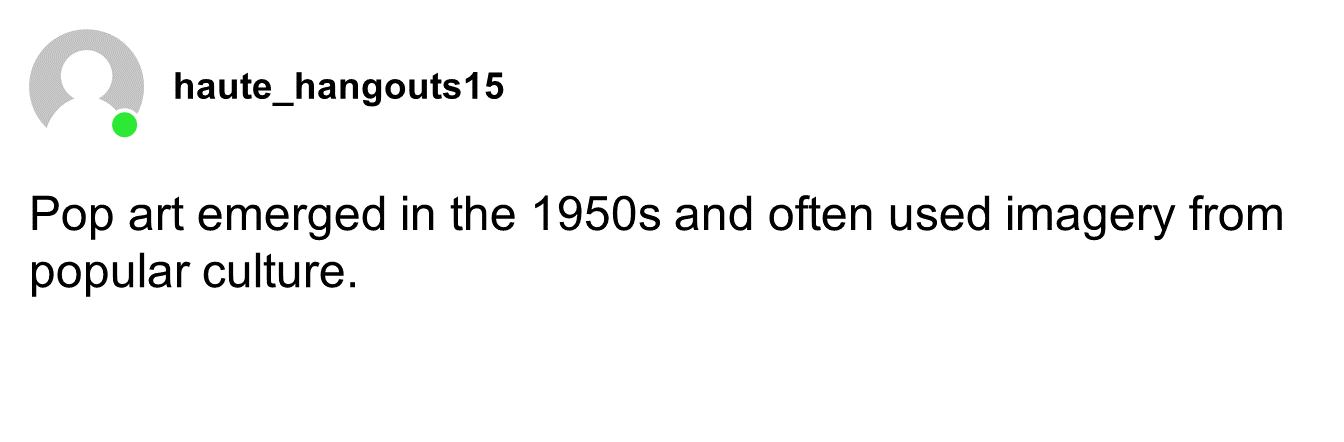 haute_hangouts15
Pop art emerged in the 1950s and often used imagery from
popular culture.